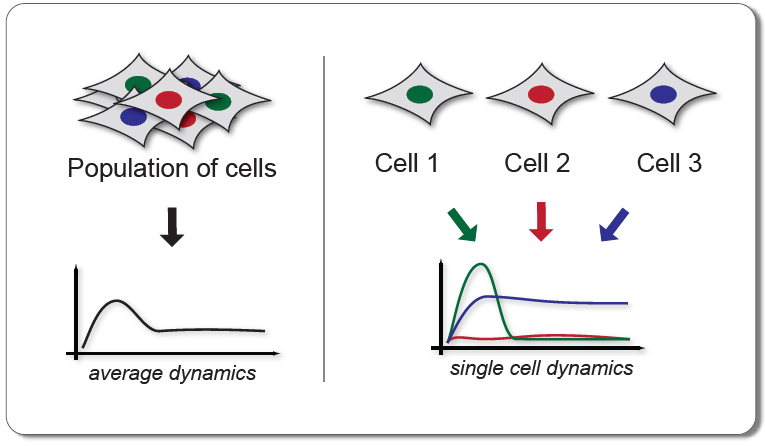 Population of cells
average dynamics
Cell 1
Cell 2
Cell 3
single cell dynamics